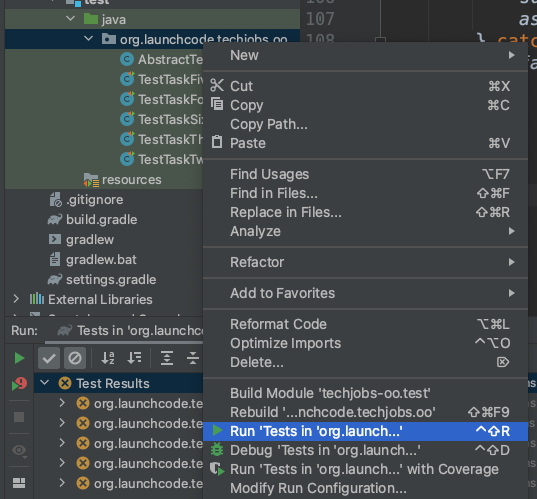 test
java
org.launchcode.techjobs.oo
AbstractTe
TestTaskFiv
TestTaskFo
TestTaskSix
TestTaskTh
TestTaskTw
resources
.gitignore
build.gradle
gradlew
gradlew.bat
settings.gradle
External Libraries
107
108
as
} catc
fa
New
Cut ⌘X
Copy ⌘C
Copy Path...
Paste ⌘V
Find Usages ⌥F7
Find in Files... ⇧⌘F
Replace in Files... ⇧⌘R
Analyze
Refactor
Add to Favorites
Reformat Code ⌥⌘L
Optimize Imports ^⌥O
Delete... ⌦
Build Module 'techjobs-oo.test'
Rebuild '...nchcode.techjobs.oo' ⇧⌘F9
Run 'Tests in 'org.launch...' ^⇧R
Debug 'Tests in 'org.launch...' ^⇧D
Run 'Tests in 'org.launch...' with Coverage
Modify Run Configuration...
Run: Tests in 'org.launchco
Test Results
org.launchcode.te
org.launchcode.te
org.launchcode.te
org.launchcode.te
org.launchcode.te